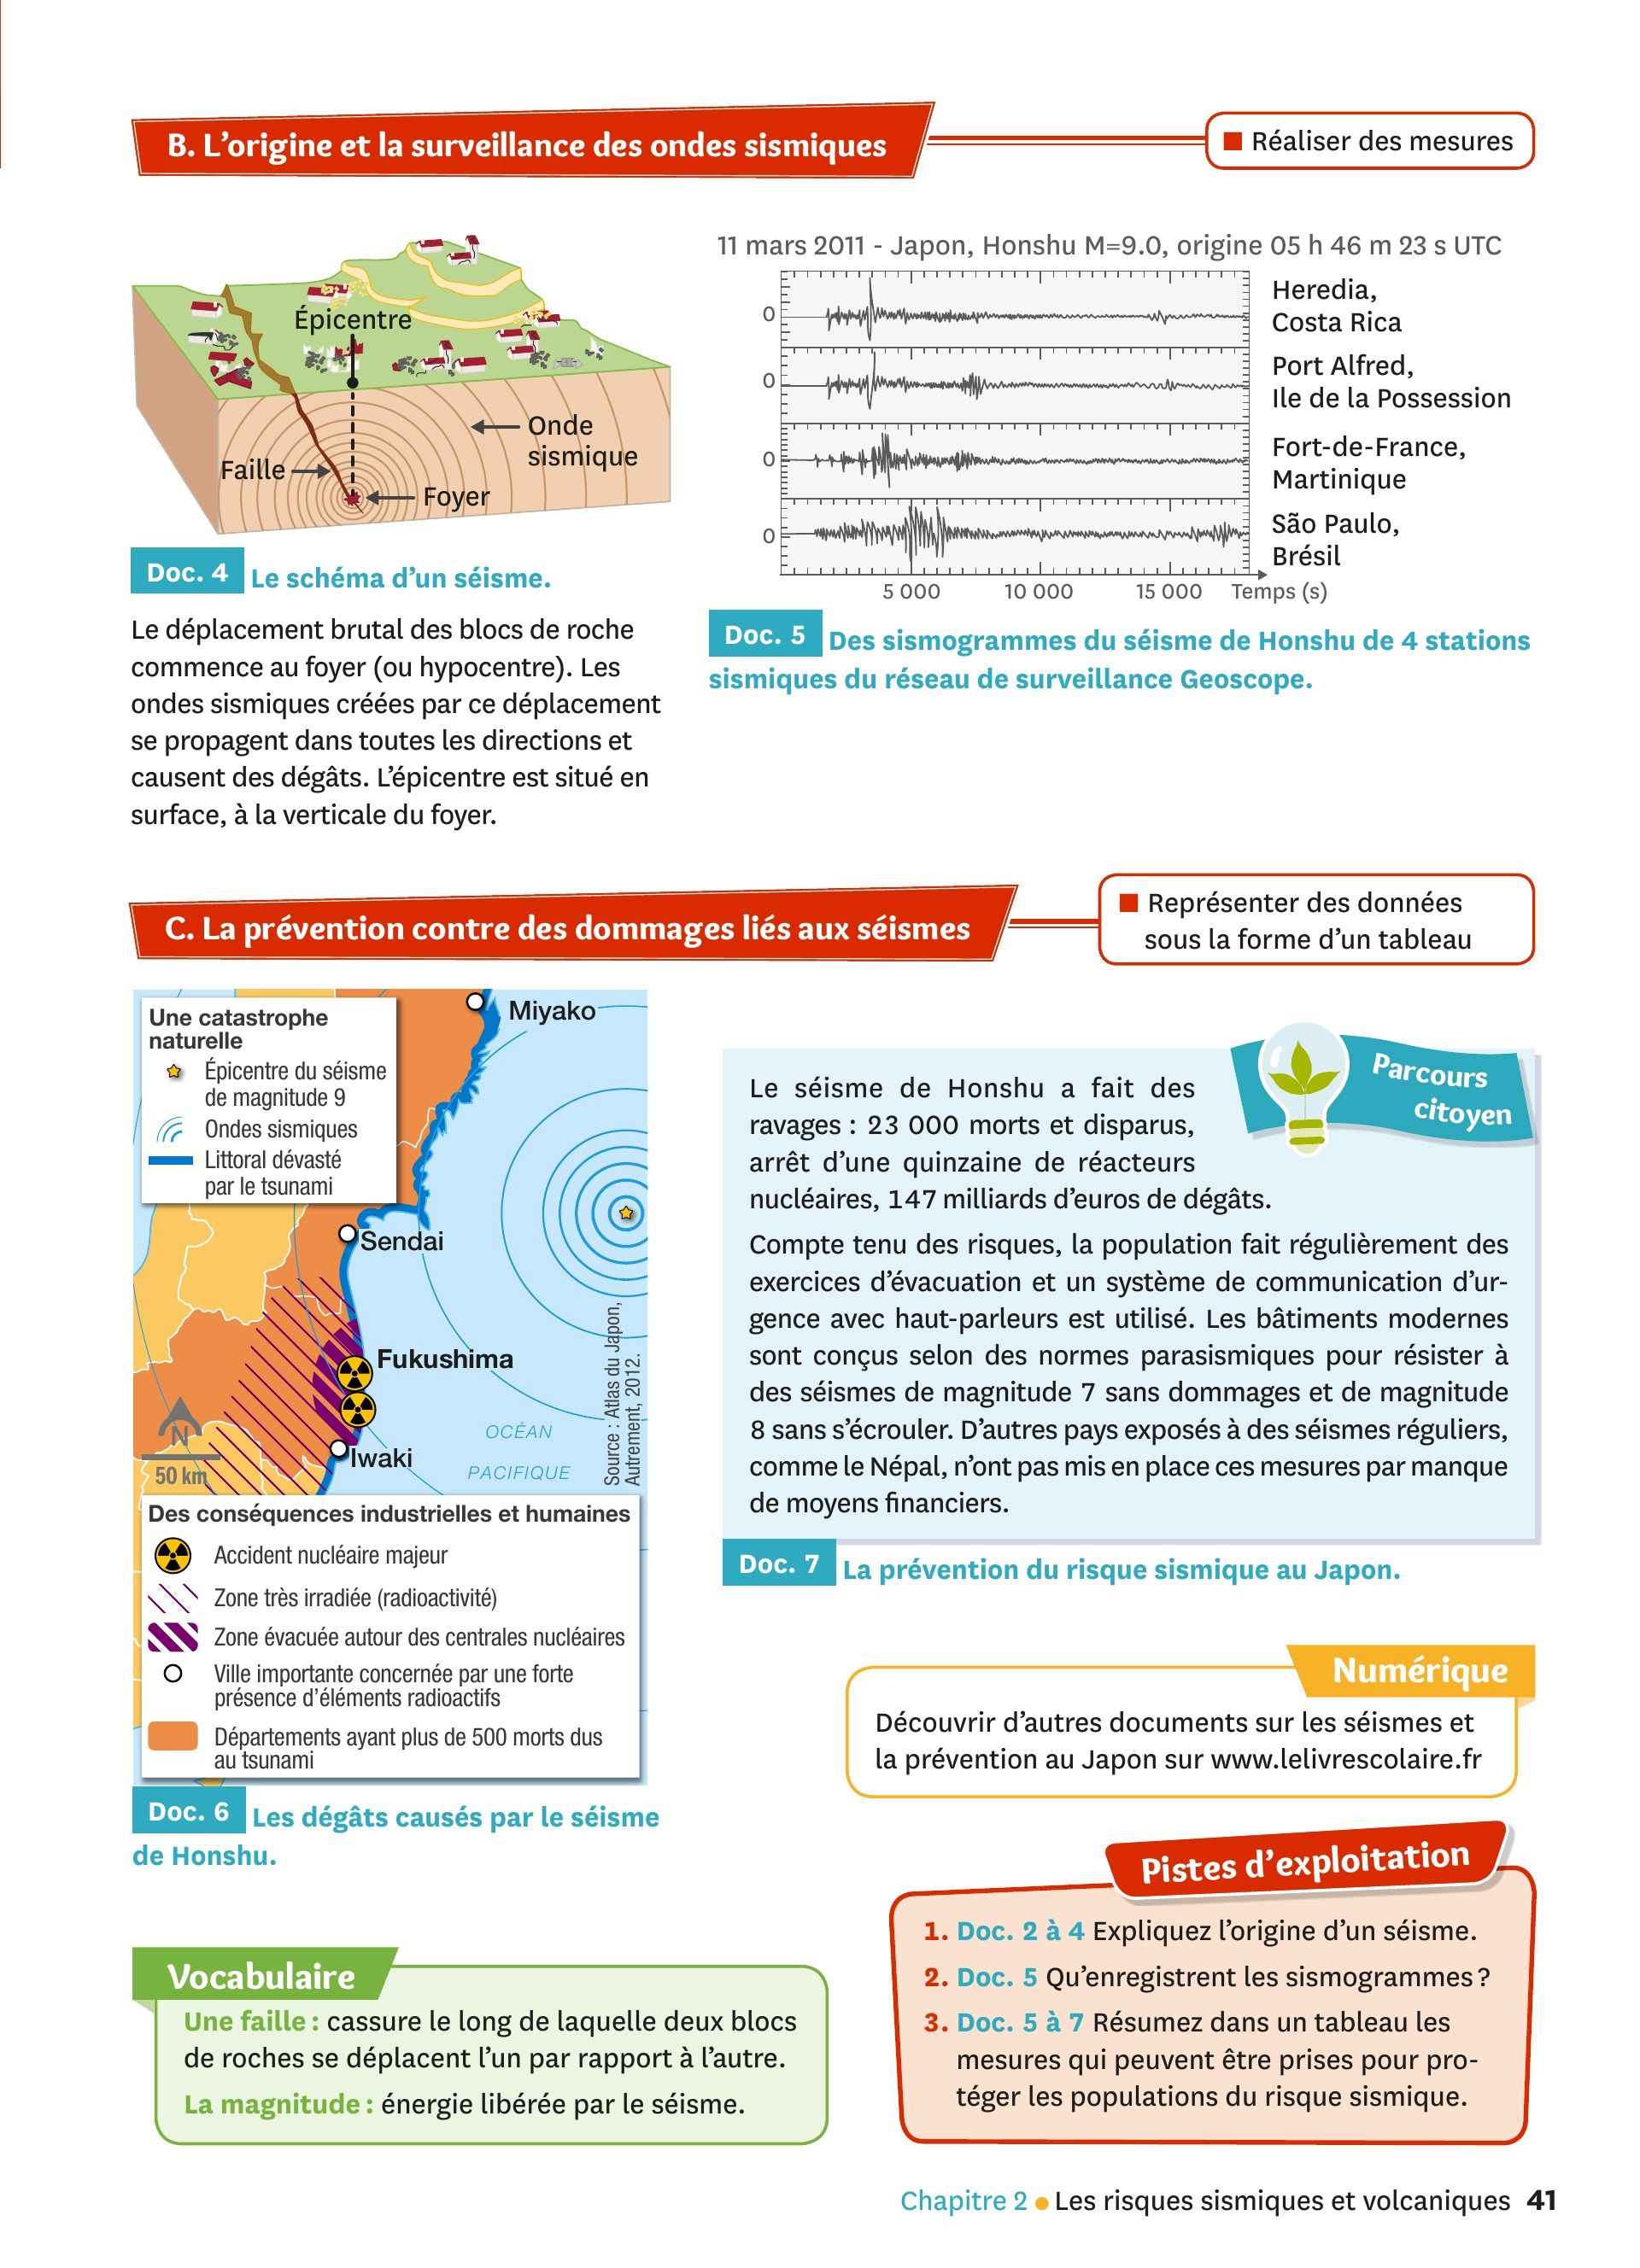 B. L'origine et la surveillance des ondes sismiques
■ Réaliser des mesures
Épicentre
Onde
sismique
Faille
Foyer
Doc. 4 Le schéma d'un séisme.
Le déplacement brutal des blocs de roche
commence au foyer (ou hypocentre). Les
ondes sismiques créées par ce déplacement
se propagent dans toutes les directions et
causent des dégâts. L'épicentre est situé en
surface, à la verticale du foyer.
11 mars 2011 - Japon, Honshu M=9.0, origine 05 h 46 m 23 s UTC
0
Heredia,
Costa Rica
0
Port Alfred,
Ile de la Possession
0
Fort-de-France,
Martinique
0
São Paulo,
Brésil
5 000 10 000 15 000 Temps (s)
Doc. 5 Des sismogrammes du séisme de Honshu de 4 stations
sismiques du réseau de surveillance Geoscope.
C. La prévention contre des dommages liés aux séismes
■ Représenter des données
sous la forme d'un tableau
Une catastrophe
naturelle
Épicentre du séisme
de magnitude 9
Ondes sismiques
Littoral dévasté
par le tsunami
Miyako
Sendai
Fukushima
Iwaki
OCÉAN
PACIFIQUE
N
50 km
Source : Atlas du Japon,
Autrement, 2012.
Des conséquences industrielles et humaines
Accident nucléaire majeur
Zone très irradiée (radioactivité)
Zone évacuée autour des centrales nucléaires
Ville importante concernée par une forte
présence d'éléments radioactifs
Départements ayant plus de 500 morts dus
au tsunami
Doc. 6 Les dégâts causés par le séisme
de Honshu.
Parcours
citoyen
Le séisme de Honshu a fait des
ravages : 23 000 morts et disparus,
arrêt d'une quinzaine de réacteurs
nucléaires, 147 milliards d'euros de dégâts.
Compte tenu des risques, la population fait régulièrement des
exercices d'évacuation et un système de communication d'ur-
gence avec haut-parleurs est utilisé. Les bâtiments modernes
sont conçus selon des normes parasismiques pour résister à
des séismes de magnitude 7 sans dommages et de magnitude
8 sans s'écrouler. D'autres pays exposés à des séismes réguliers,
comme le Népal, n'ont pas mis en place ces mesures par manque
de moyens financiers.
Doc. 7 La prévention du risque sismique au Japon.
Numérique
Découvrir d'autres documents sur les séismes et
la prévention au Japon sur www.lelivrescolaire.fr
Vocabulaire
Une faille : cassure le long de laquelle deux blocs
de roches se déplacent l'un par rapport à l'autre.
La magnitude : énergie libérée par le séisme.
Pistes d'exploitation
1. Doc. 2 à 4 Expliquez l'origine d'un séisme.
2. Doc. 5 Qu'enregistrent les sismogrammes ?
3. Doc. 5 à 7 Résumez dans un tableau les
mesures qui peuvent être prises pour pro-
téger les populations du risque sismique.
Chapitre 2 • Les risques sismiques et volcaniques 41